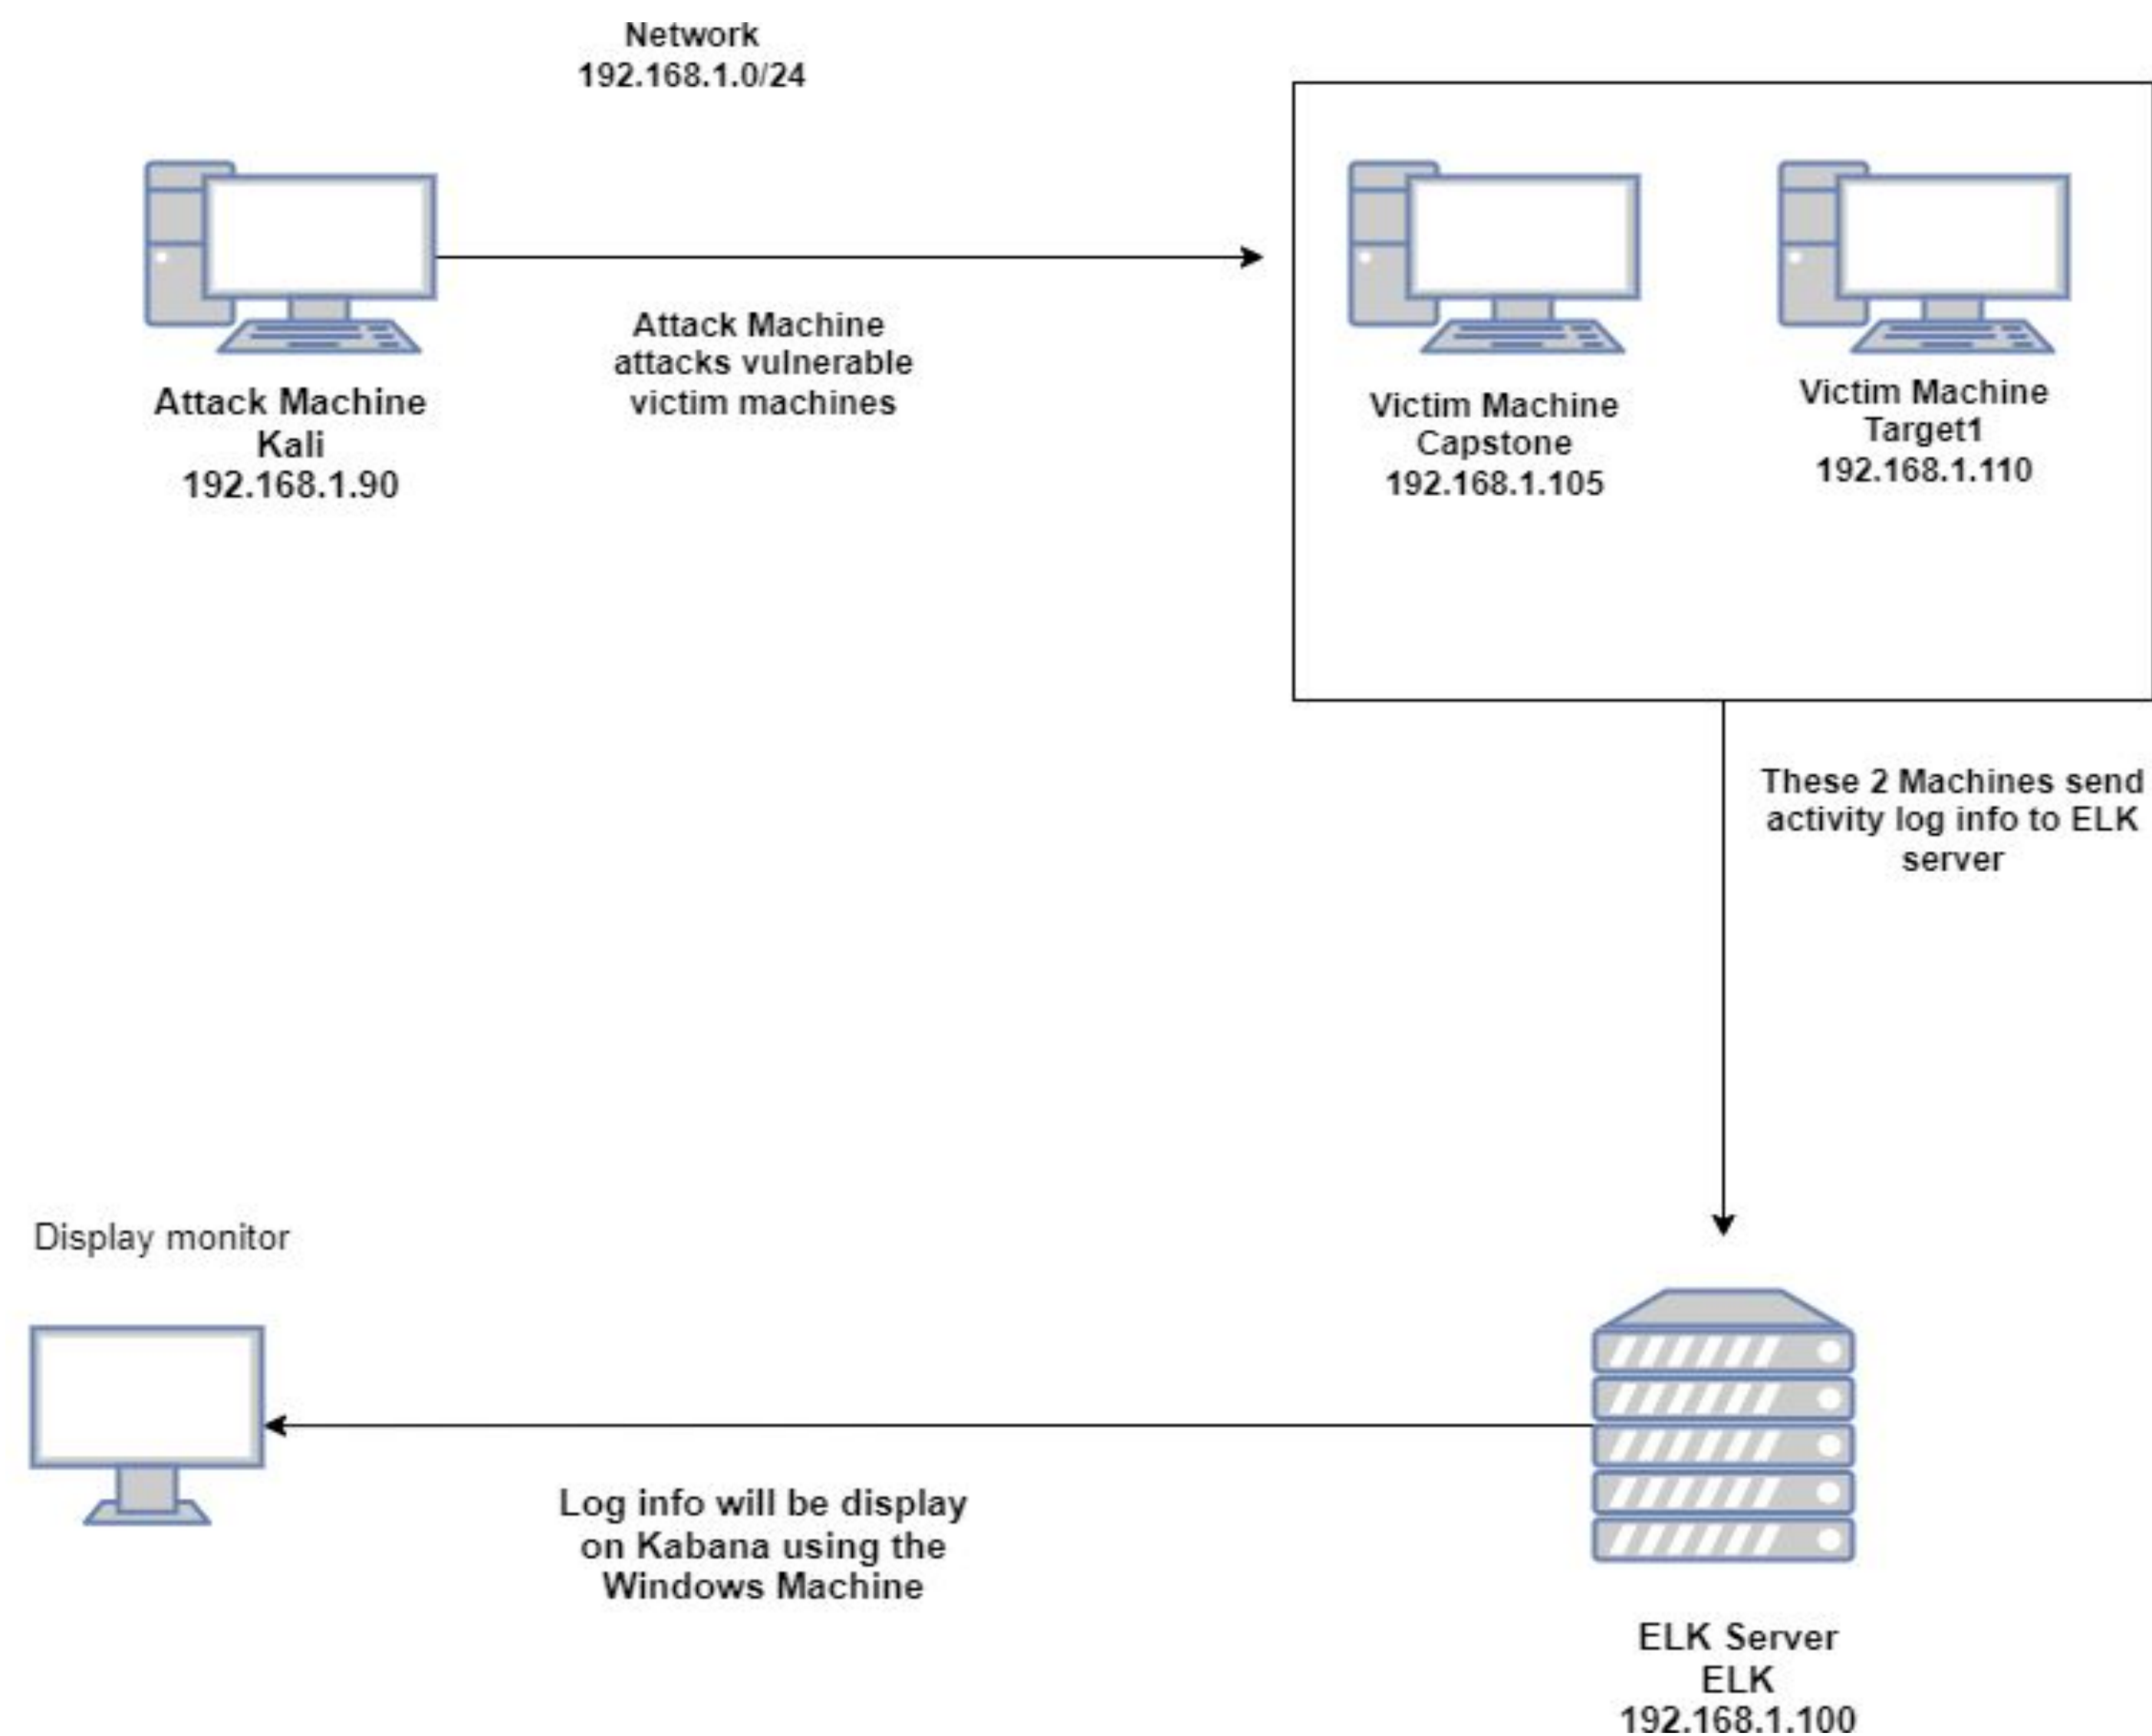 Network
192.168.1.0/24
Attack Machine
Kali
192.168.1.90
Attack Machine
attacks vulnerable
victim machines
Victim Machine
Capstone
192.168.1.105
Victim Machine
Target1
192.168.1.110
These 2 Machines send
activity log info to ELK
server
Display monitor
Log info will be display
on Kabana using the
Windows Machine
ELK Server
ELK
192.168.1.100